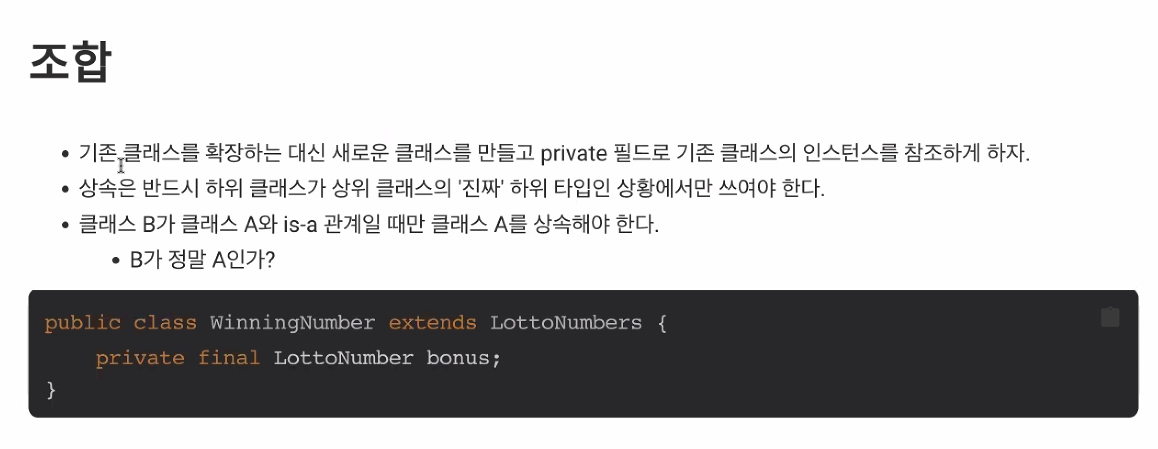 조합
• 기존 클래스를 확장하는 대신 새로운 클래스를 만들고 private 필드로 기존 클래스의 인스턴스를 참조하게 하자.
• 상속은 반드시 하위 클래스가 상위 클래스의 '진짜' 하위 타입인 상황에서만 쓰여야 한다.
• 클래스 B가 클래스 A와 is-a 관계일 때만 클래스 A를 상속해야 한다.
• B가 정말 A인가?
public class WinningNumber extends LottoNumbers {
    private final LottoNumber bonus;
}